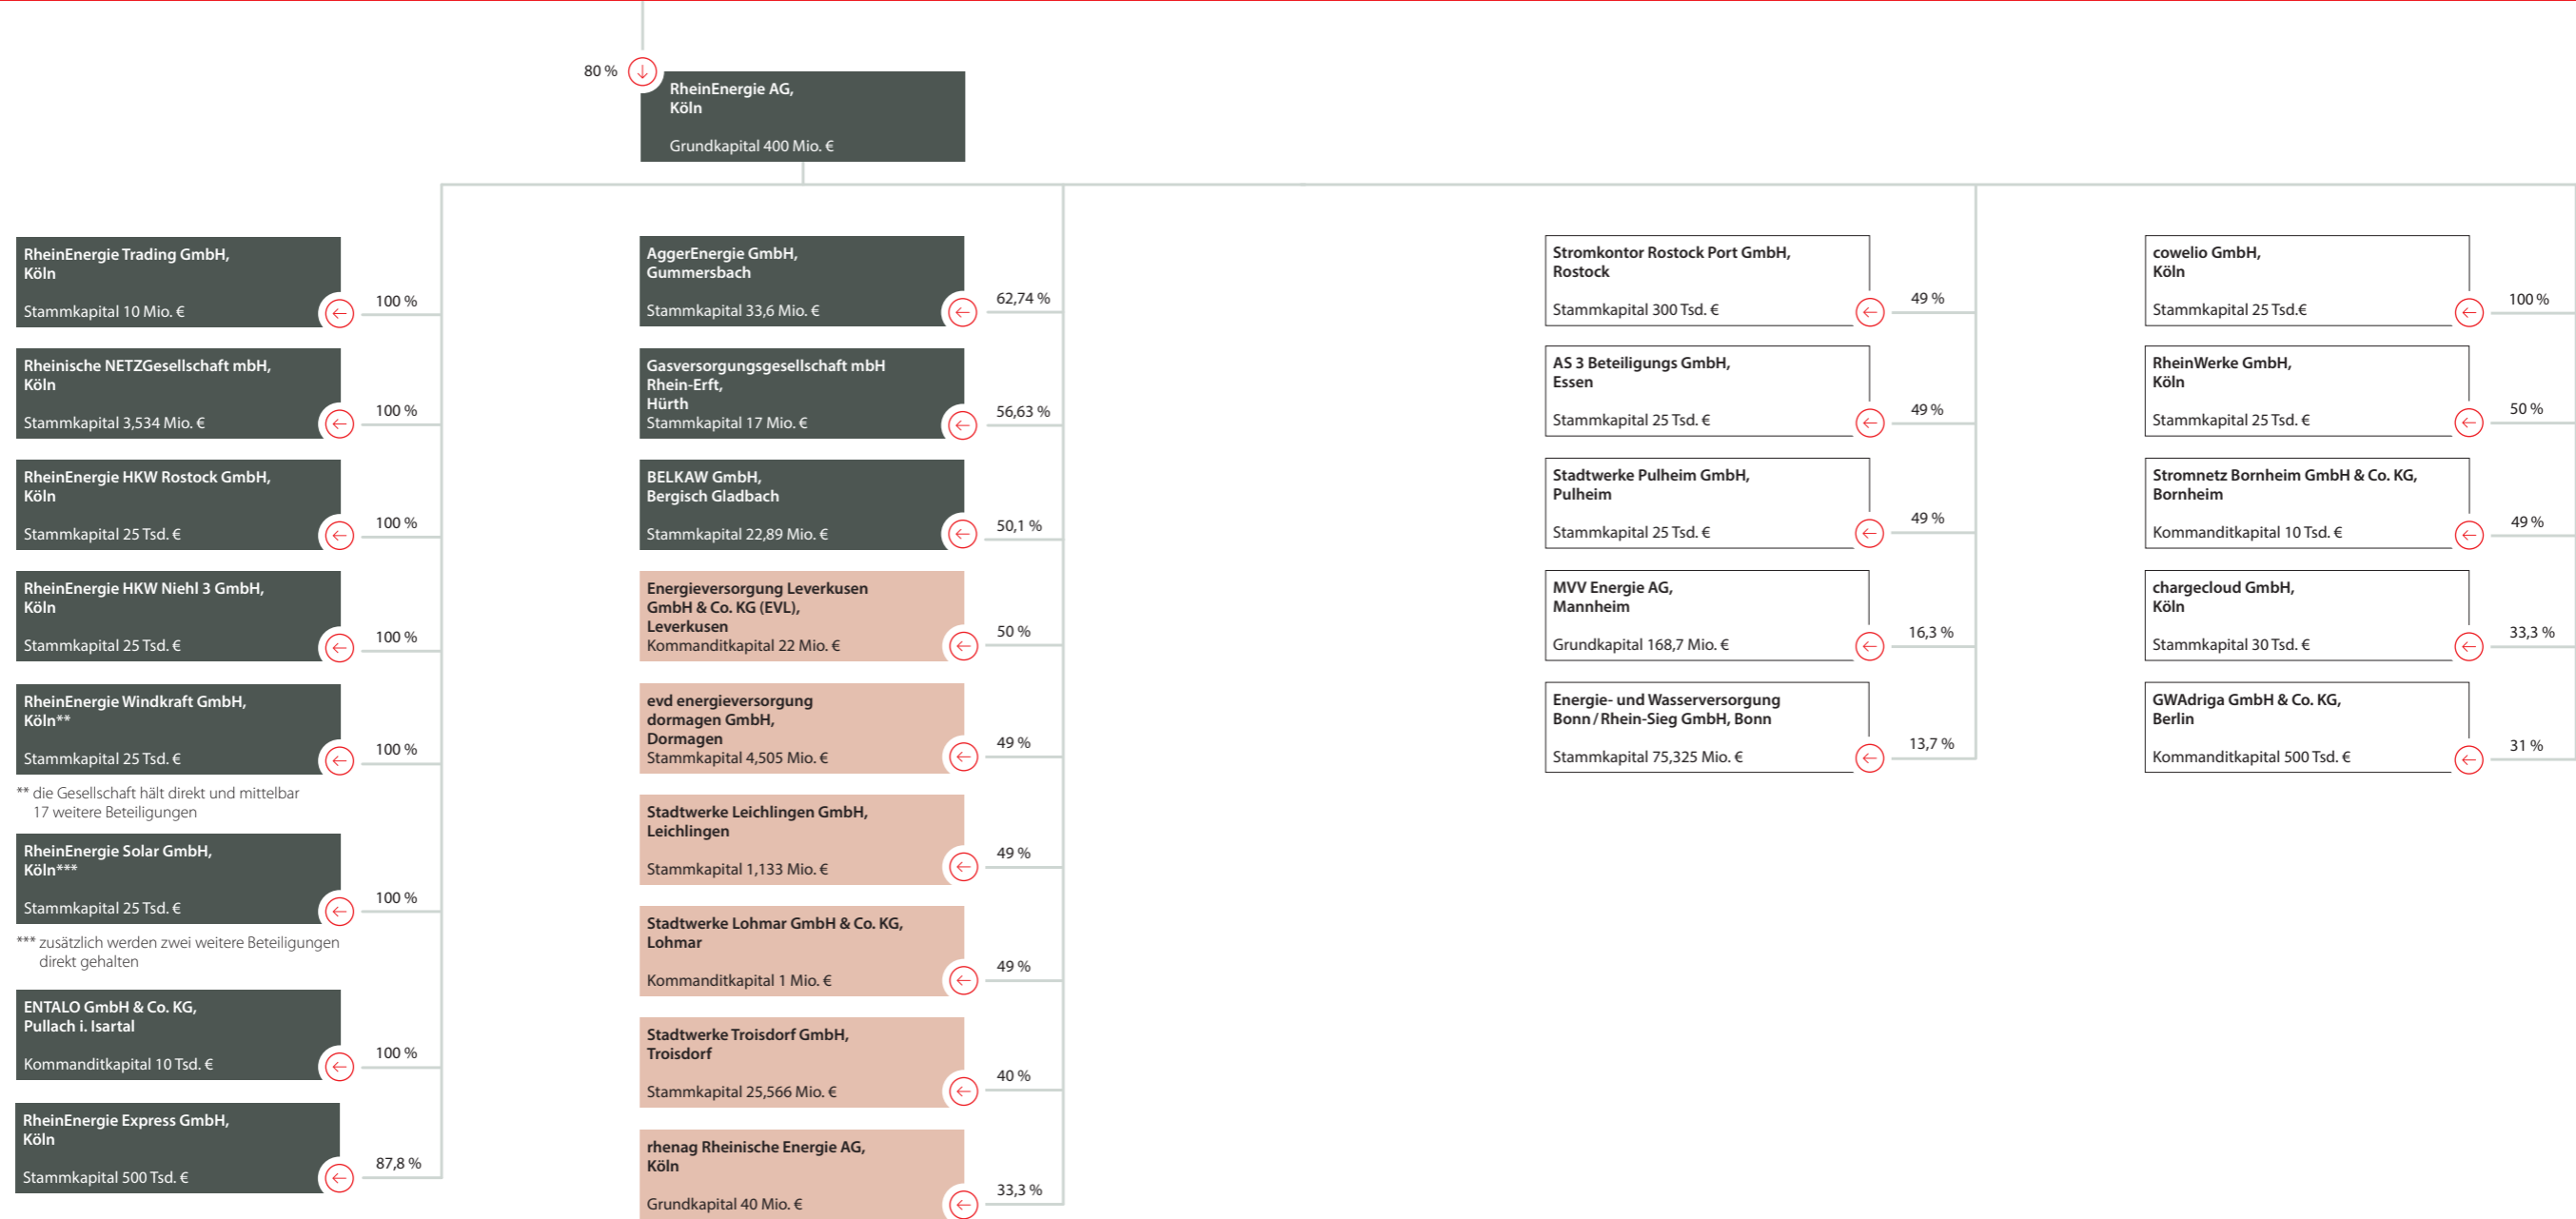 80 %
RheinEnergie AG,
Köln
Grundkapital 400 Mio. €
RheinEnergie Trading GmbH,
Köln
Stammkapital 10 Mio. €
100 %
Rheinische NETZGesellschaft mbH,
Köln
Stammkapital 3,534 Mio. €
100 %
RheinEnergie HKW Rostock GmbH,
Köln
Stammkapital 25 Tsd. €
100 %
RheinEnergie HKW Niehl 3 GmbH,
Köln
Stammkapital 25 Tsd. €
100 %
RheinEnergie Windkraft GmbH,
Köln**
Stammkapital 25 Tsd. €
100 %
** die Gesellschaft hält direkt und mittelbar
17 weitere Beteiligungen
RheinEnergie Solar GmbH,
Köln***
Stammkapital 25 Tsd. €
100 %
*** zusätzlich werden zwei weitere Beteiligungen
direkt gehalten
ENTALO GmbH & Co. KG,
Pullach i. Isartal
Kommanditkapital 10 Tsd. €
100 %
RheinEnergie Express GmbH,
Köln
Stammkapital 500 Tsd. €
87,8 %
AggerEnergie GmbH,
Gummersbach
Stammkapital 33,6 Mio. €
62,74 %
Gasversorgungsgesellschaft mbH
Rhein-Erft,
Hürth
Stammkapital 17 Mio. €
56,63 %
BELKAW GmbH,
Bergisch Gladbach
Stammkapital 22,89 Mio. €
50,1 %
Energieversorgung Leverkusen
GmbH & Co. KG (EVL),
Leverkusen
Kommanditkapital 22 Mio. €
50 %
evd energieversorgung
dormagen GmbH,
Dormagen
Stammkapital 4,505 Mio. €
49 %
Stadtwerke Leichlingen GmbH,
Leichlingen
Stammkapital 1,133 Mio. €
49 %
Stadtwerke Lohmar GmbH & Co. KG,
Lohmar
Kommanditkapital 1 Mio. €
49 %
Stadtwerke Troisdorf GmbH,
Troisdorf
Stammkapital 25,566 Mio. €
40 %
rhenag Rheinische Energie AG,
Köln
Grundkapital 40 Mio. €
33,3 %
Stromkontor Rostock Port GmbH,
Rostock
Stammkapital 300 Tsd. €
49 %
AS 3 Beteiligungs GmbH,
Essen
Stammkapital 25 Tsd. €
49 %
Stadtwerke Pulheim GmbH,
Pulheim
Stammkapital 25 Tsd. €
49 %
MVV Energie AG,
Mannheim
Grundkapital 168,7 Mio. €
16,3 %
Energie- und Wasserversorgung
Bonn / Rhein-Sieg GmbH, Bonn
Stammkapital 75,325 Mio. €
13,7 %
cowelio GmbH,
Köln
Stammkapital 25 Tsd.€
100 %
RheinWerke GmbH,
Köln
Stammkapital 25 Tsd. €
50 %
Stromnetz Bornheim GmbH & Co. KG,
Bornheim
Kommanditkapital 10 Tsd. €
49 %
chargecloud GmbH,
Köln
Stammkapital 30 Tsd. €
33,3 %
GWAdriga GmbH & Co. KG,
Berlin
Kommanditkapital 500 Tsd. €
31 %